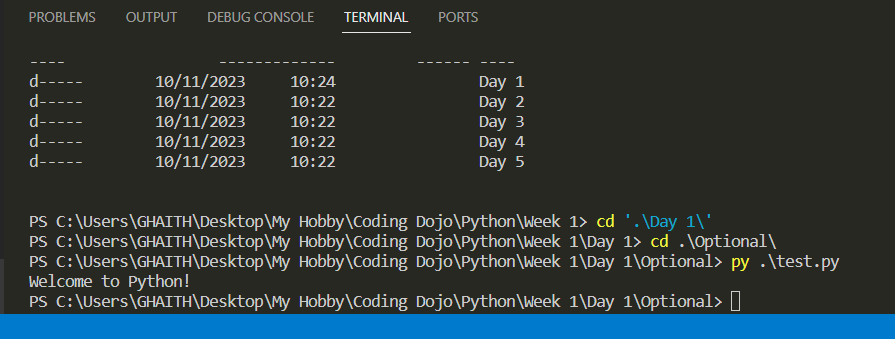 PROBLEMS OUTPUT DEBUG CONSOLE TERMINAL PORTS
---- ------------- ------ ----
d----- 10/11/2023 10:24 Day 1
d----- 10/11/2023 10:22 Day 2
d----- 10/11/2023 10:22 Day 3
d----- 10/11/2023 10:22 Day 4
d----- 10/11/2023 10:22 Day 5
PS C:\Users\GHAITH\Desktop\My Hobby\Coding Dojo\Python\Week 1> cd '.\Day 1\'
PS C:\Users\GHAITH\Desktop\My Hobby\Coding Dojo\Python\Week 1\Day 1> cd .\Optional\
PS C:\Users\GHAITH\Desktop\My Hobby\Coding Dojo\Python\Week 1\Day 1\Optional> py .\test.py
Welcome to Python!
PS C:\Users\GHAITH\Desktop\My Hobby\Coding Dojo\Python\Week 1\Day 1\Optional>